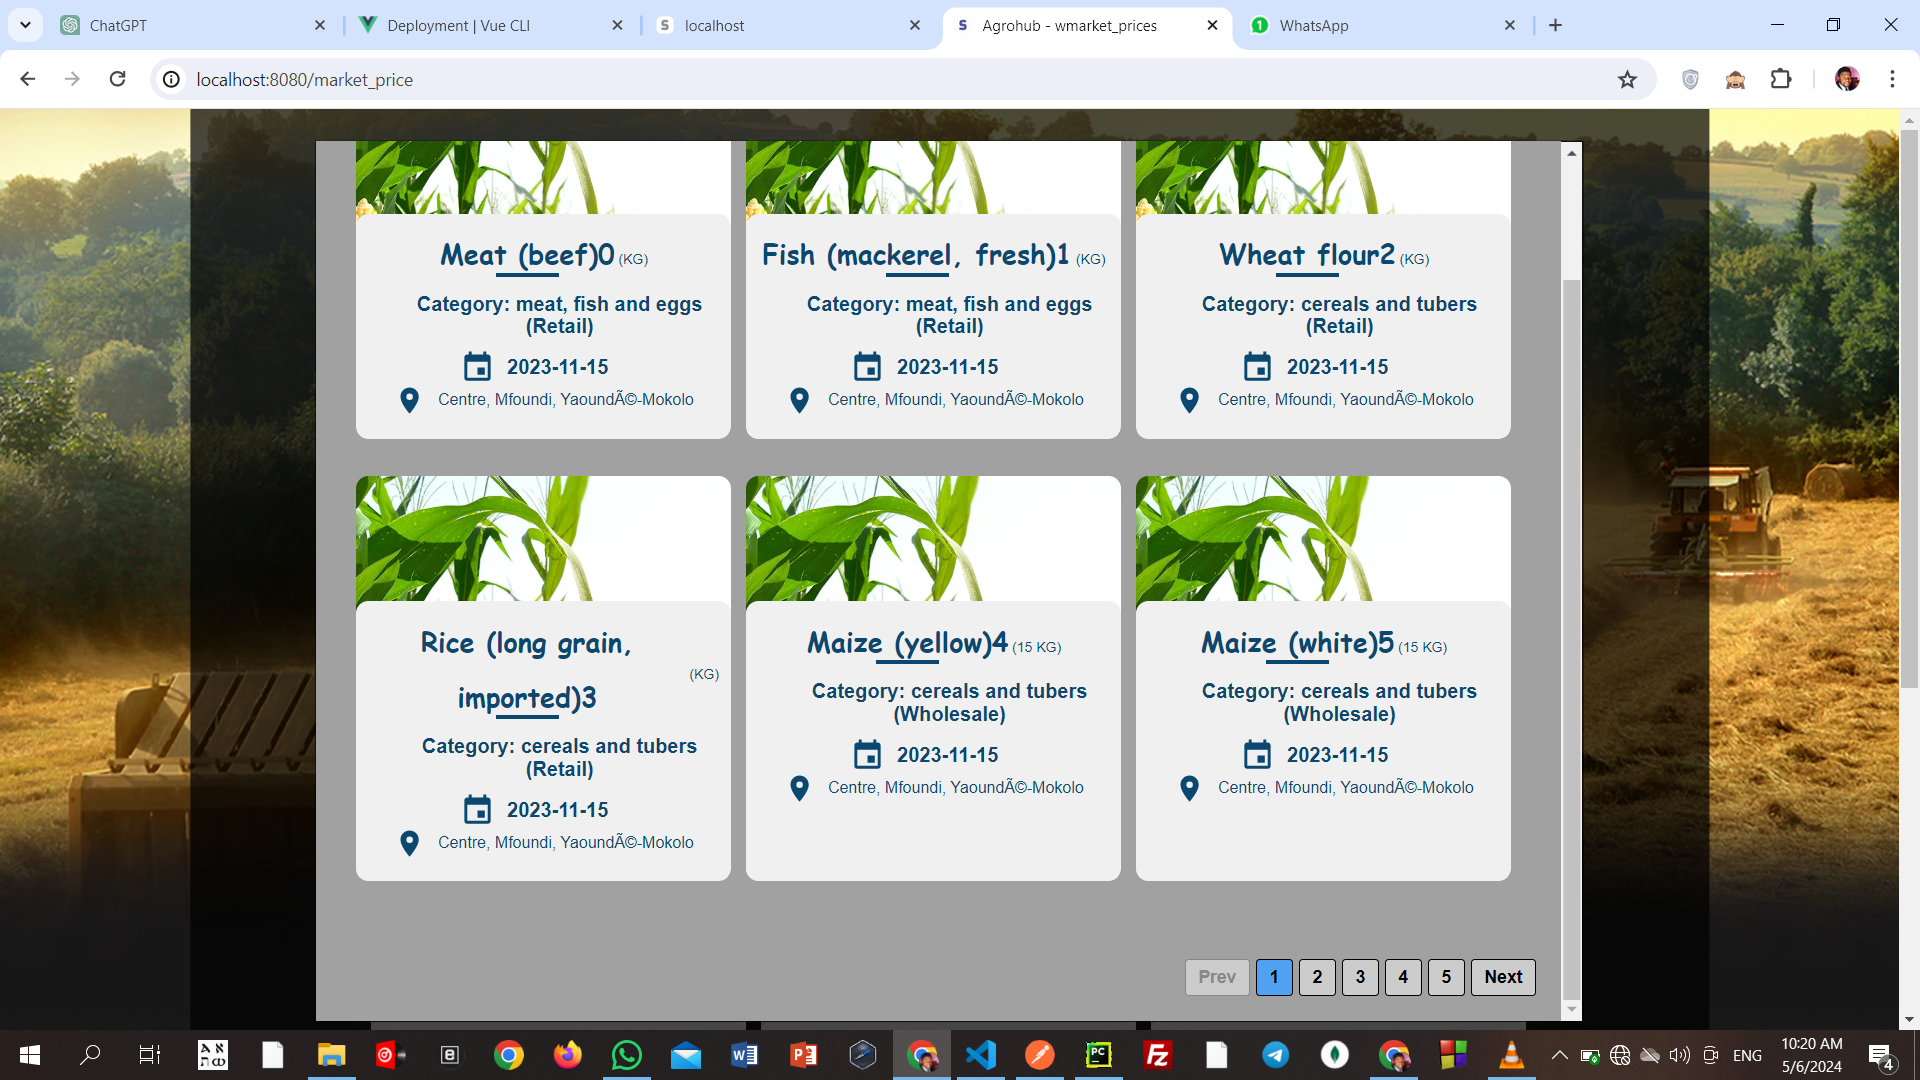 ChatGPT
Deployment | Vue CLI
localhost
Agrohub - wmarket_prices
WhatsApp
localhost:8080/market_price
Meat (beef)0 (KG)
Category: meat, fish and eggs
(Retail)
2023-11-15
Centre, Mfoundi, YaoundÃ©-Mokolo
Fish (mackerel, fresh)1 (KG)
Category: meat, fish and eggs
(Retail)
2023-11-15
Centre, Mfoundi, YaoundÃ©-Mokolo
Wheat flour2 (KG)
Category: cereals and tubers
(Retail)
2023-11-15
Centre, Mfoundi, YaoundÃ©-Mokolo
Rice (long grain,
imported)3
(KG)
Category: cereals and tubers
(Retail)
2023-11-15
Centre, Mfoundi, YaoundÃ©-Mokolo
Maize (yellow)4 (15 KG)
Category: cereals and tubers
(Wholesale)
2023-11-15
Centre, Mfoundi, YaoundÃ©-Mokolo
Maize (white)5 (15 KG)
Category: cereals and tubers
(Wholesale)
2023-11-15
Centre, Mfoundi, YaoundÃ©-Mokolo
Prev 1 2 3 4 5 Next
ENG
10:20 AM
5/6/2024
4